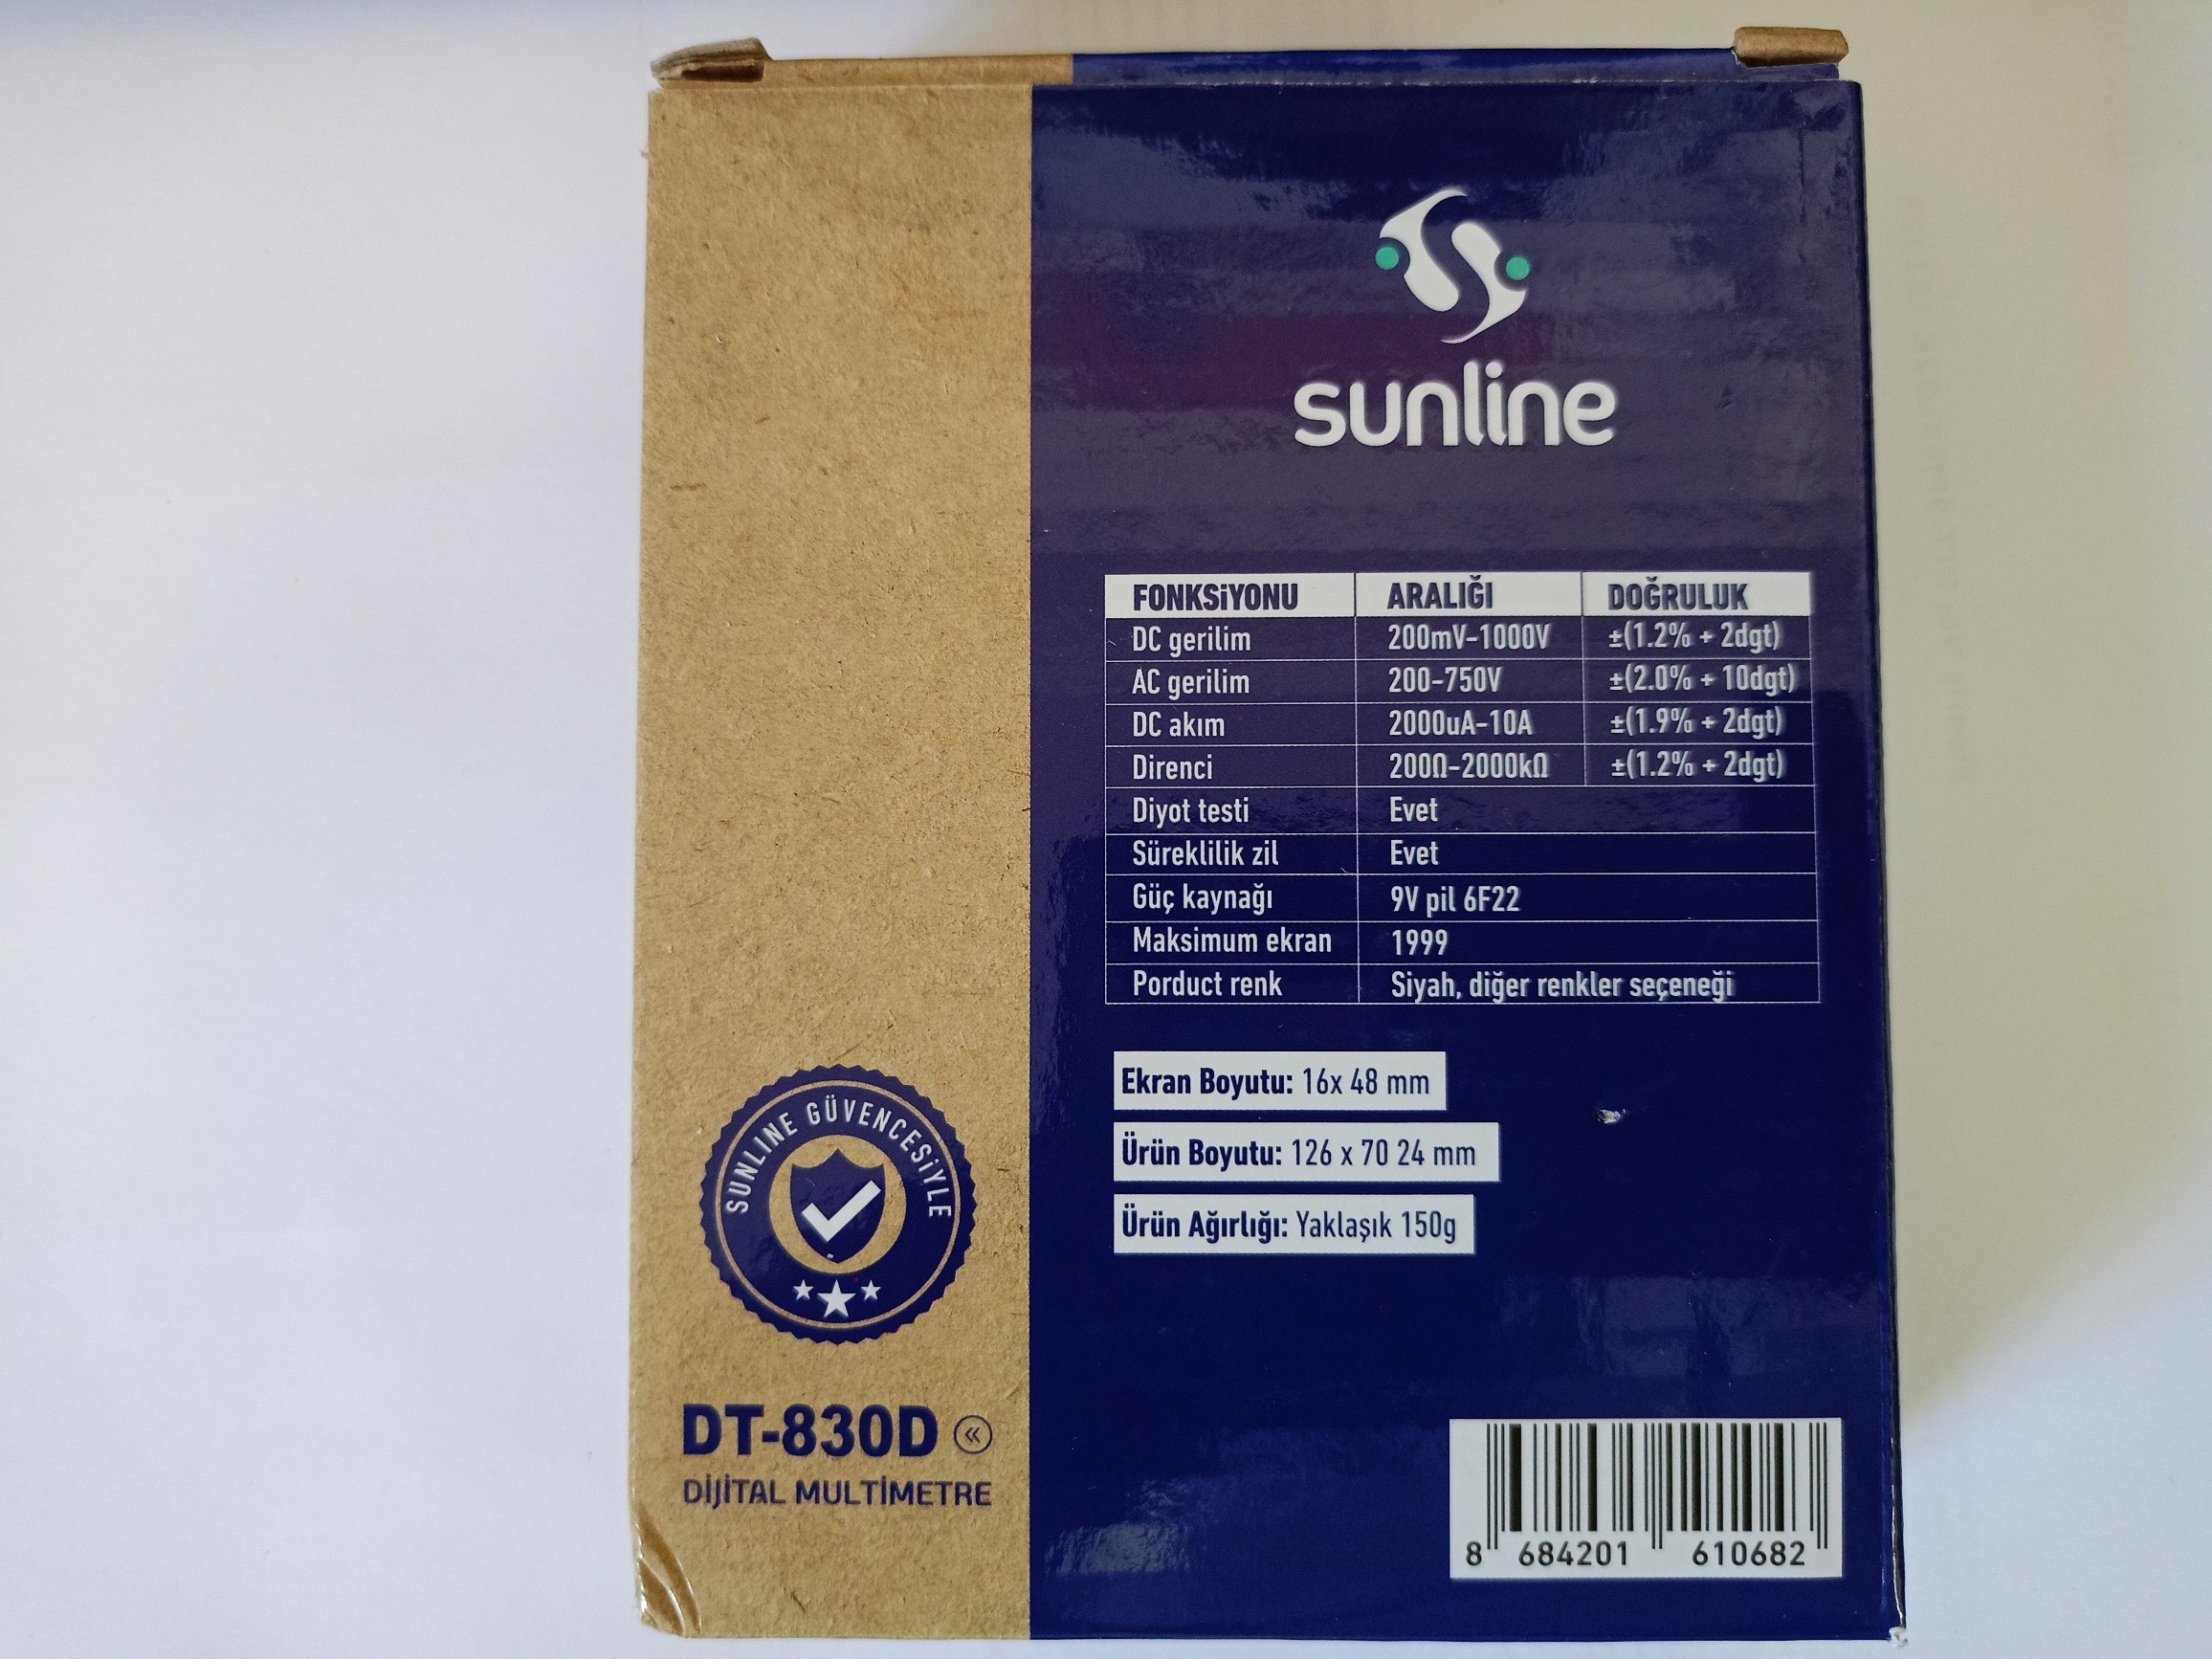 sunline
FONKSiYONU ARALIĞI DOĞRULUK
DC gerilim 200mV-1000V ±(1.2% + 2dgt)
AC gerilim 200-750V ±(2.0% + 10dgt)
DC akım 2000uA-10A ±(1.9% + 2dgt)
Direnci 200Ω-2000kΩ ±(1.2% + 2dgt)
Diyot testi Evet
Süreklilik zil Evet
Güç kaynağı 9V pil 6F22
Maksimum ekran 1999
Porduct renk Siyah, diğer renkler seçeneği
Ekran Boyutu: 16x 48 mm
Ürün Boyutu: 126 x 70 24 mm
Ürün Ağırlığı: Yaklaşık 150g
SUNLINE GÜVENCESiYLE
DT-830D «
DİJİTAL MULTİMETRE
8 684201 610682